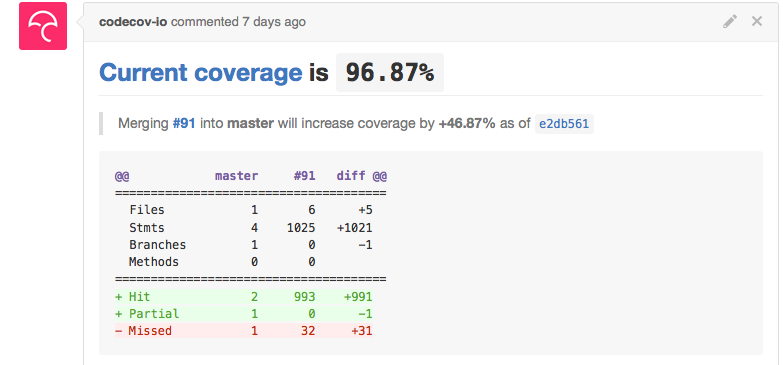 codecov-io commented 7 days ago
Current coverage is 96.87%
Merging #91 into master will increase coverage by +46.87% as of e2db561
@@            master     #91   diff @@
======================================
  Files            1       6     +5
  Stmts            4    1025  +1021
  Branches         1       0     -1
  Methods          0       0
======================================
+ Hit              2     993   +991
+ Partial          1       0     -1
- Missed           1      32    +31